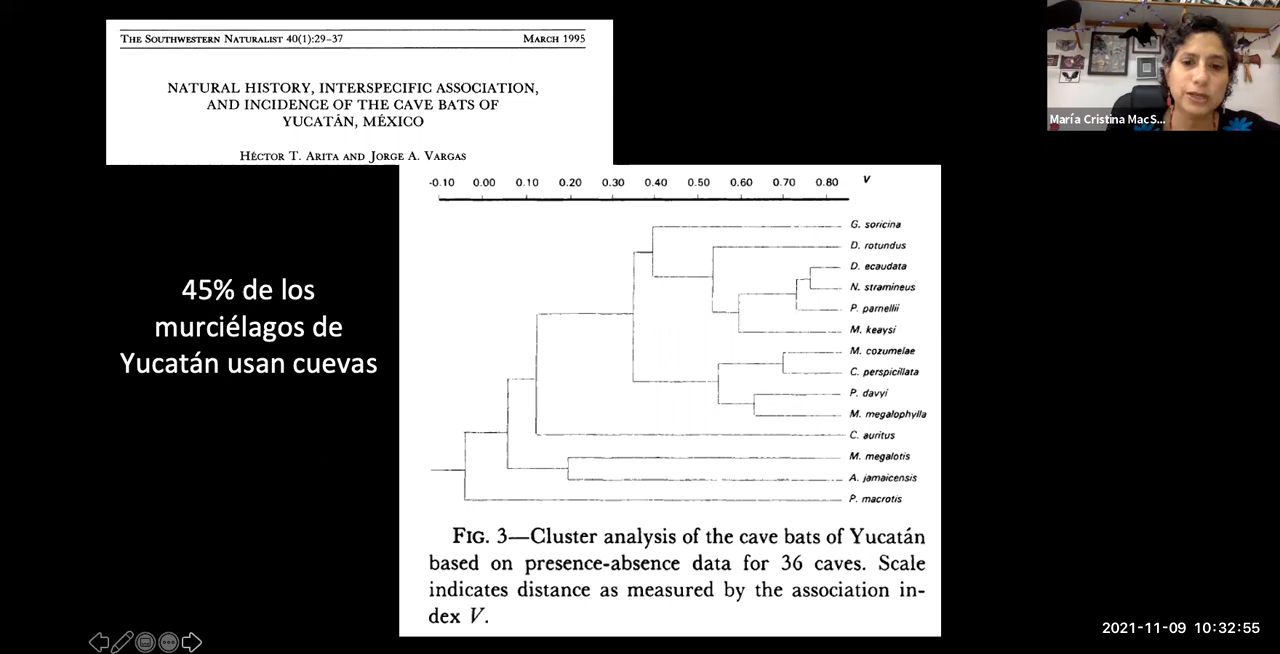 THE SOUTHWESTERN NATURALIST 40(1):29–37 MARCH 1995
NATURAL HISTORY, INTERSPECIFIC ASSOCIATION,
AND INCIDENCE OF THE CAVE BATS OF
YUCATÁN, MÉXICO
HÉCTOR T. ARITA AND JORGE A. VARGAS
María Cristina MacS...
-0.10 0.00 0.10 0.20 0.30 0.40 0.50 0.60 0.70 0.80 V
G. soricina
D. rotundus
D. ecaudata
N. stramineus
P. parnellii
M. keaysi
M. cozumelae
C. perspicillata
P. davyi
M. megalophylla
C. auritus
M. megalotis
A. jamaicensis
P. macrotis
45% de los
murciélagos de
Yucatán usan cuevas
FIG. 3—Cluster analysis of the cave bats of Yucatán
based on presence-absence data for 36 caves. Scale
indicates distance as measured by the association in-
dex V.
2021-11-09 10:32:55